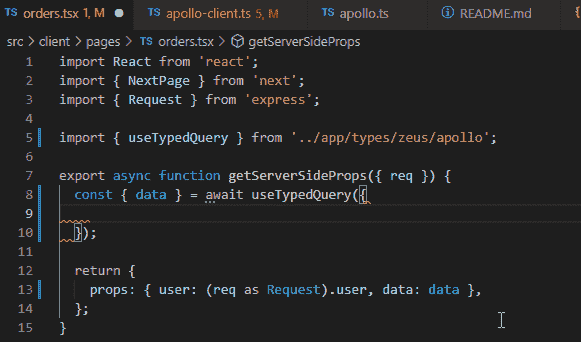 TS orders.tsx 1, M ● TS apollo-client.ts 5, M TS apollo.ts ⓘ README.md {
src > client > pages > TS orders.tsx > getServerSideProps
1 import React from 'react';
2 import { NextPage } from 'next';
3 import { Request } from 'express';
4
5 import { useTypedQuery } from '../app/types/zeus/apollo';
6
7 export async function getServerSideProps({ req }) {
8 const { data } = await useTypedQuery({
9
10 });
11
12 return {
13 props: { user: (req as Request).user, data: data },
14 };
15 }